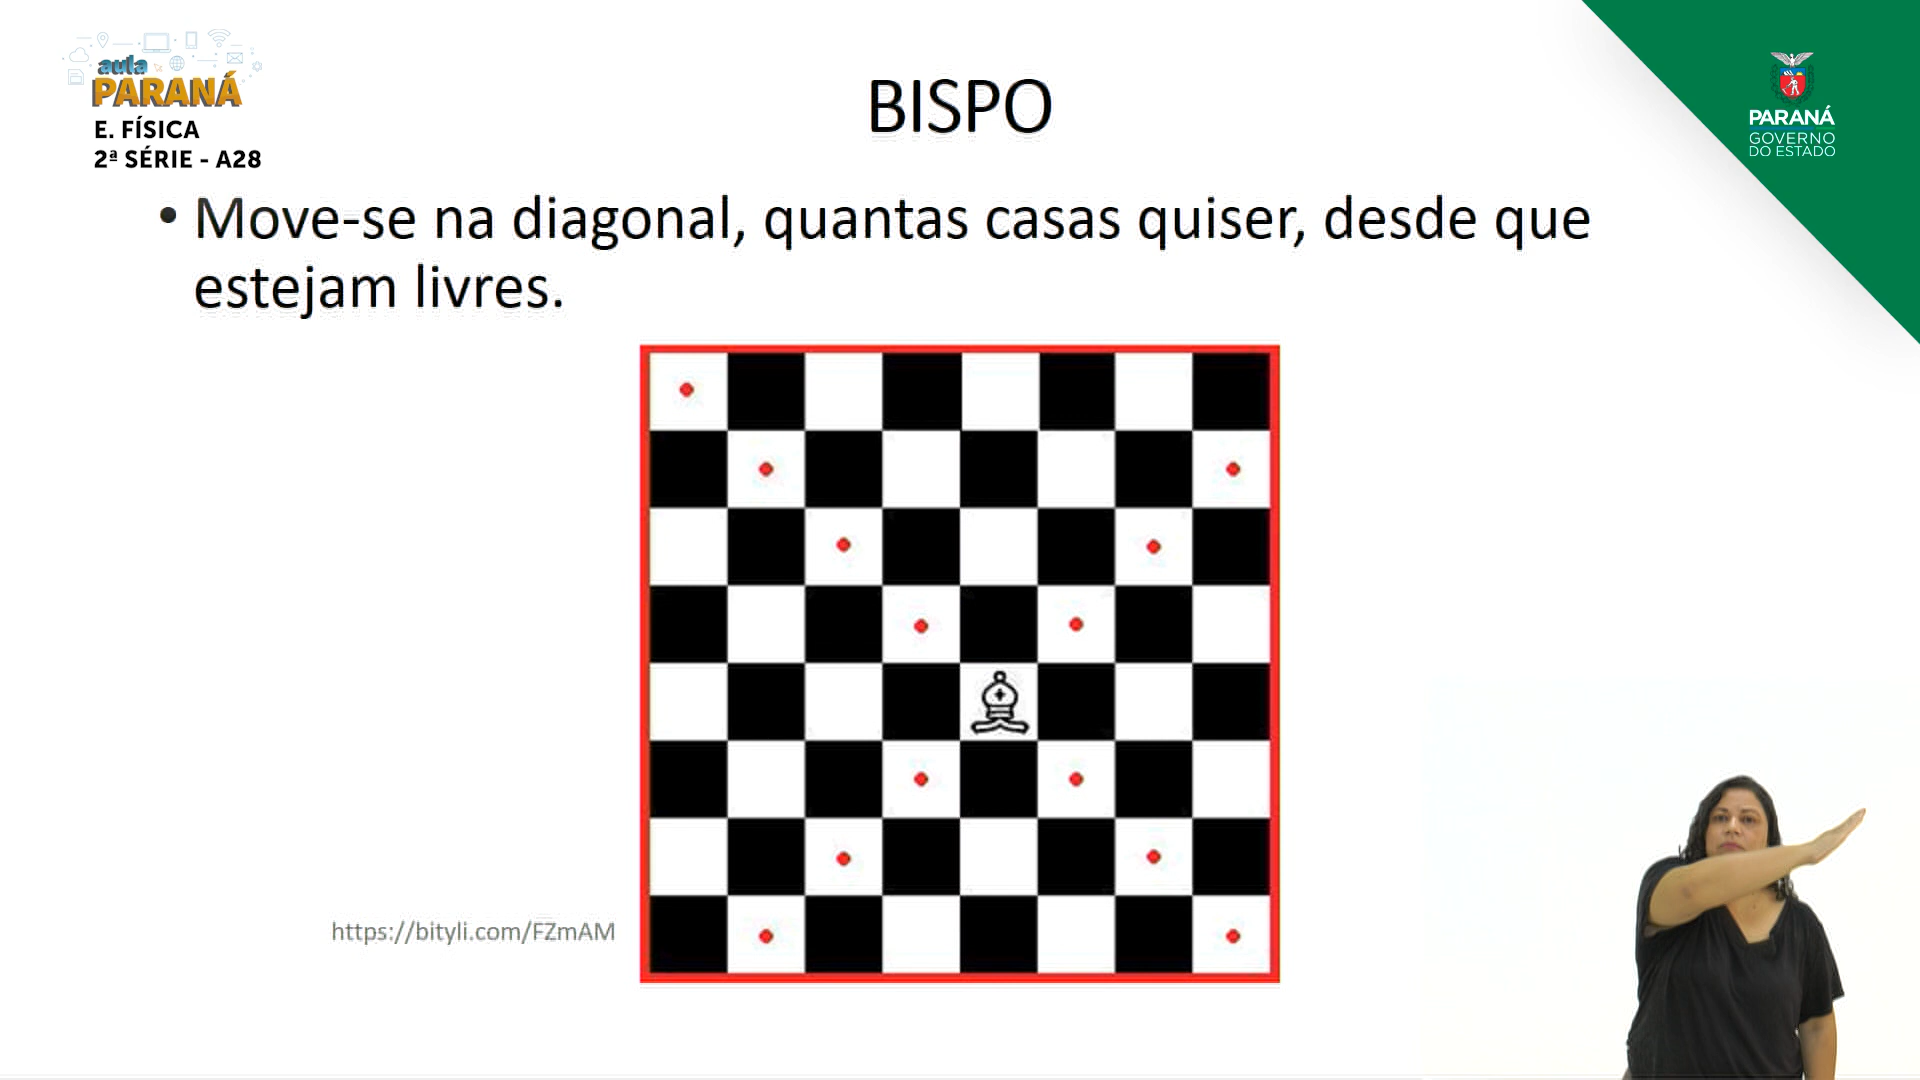 aula
PARANÁ
E. FÍSICA
2ª SÉRIE - A28
BISPO
PARANÁ
GOVERNO
DO ESTADO
• Move-se na diagonal, quantas casas quiser, desde que
estejam livres.
https://bityli.com/FZmAM